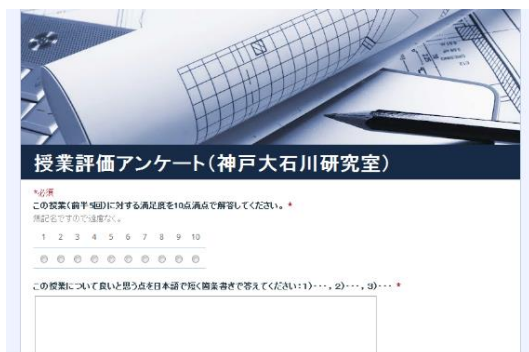 授業評価アンケート(神戸大石川研究室)
*必須
この授業(前半5回)に対する満足度を10点満点で解答してください。 *
無記名ですので遠慮なく。
1 2 3 4 5 6 7 8 9 10
この授業について良いと思う点を日本語で短く箇条書きで答えてください:1)・・・, 2)・・・, 3)・・・ *